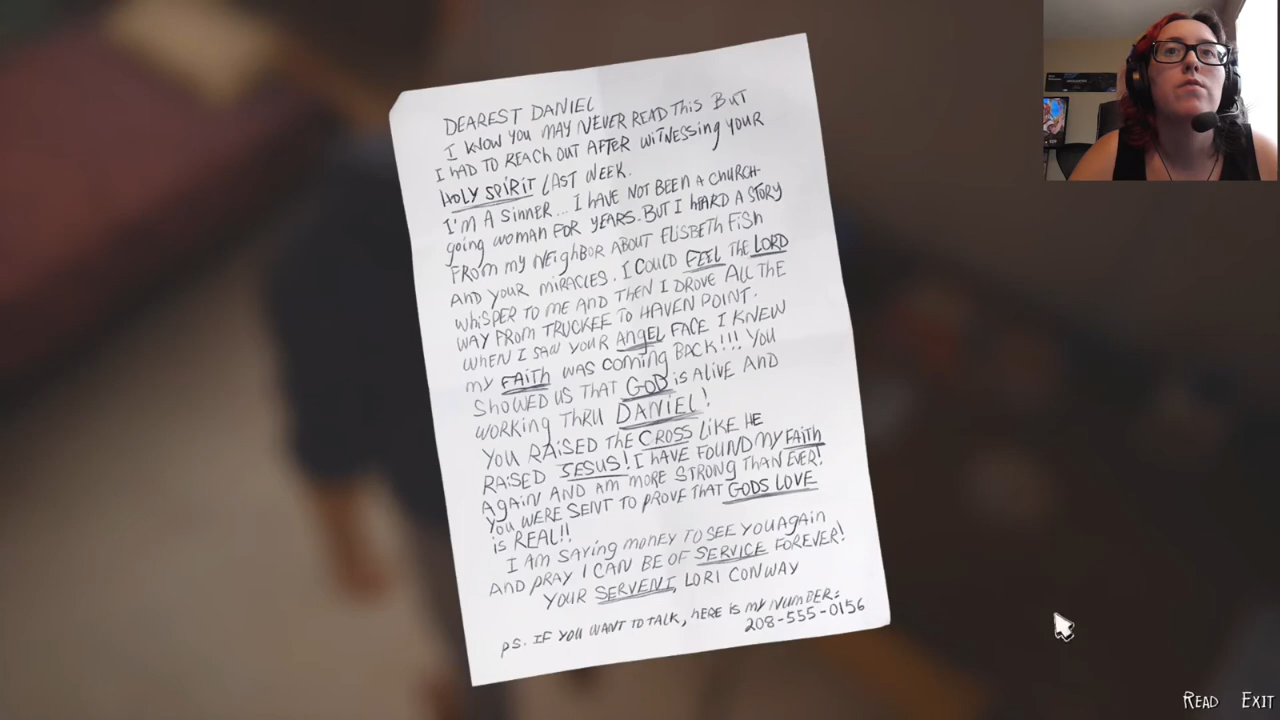 DEAREST DANIEL
I KNOW YOU MAY NEVER READ THIS BUT
I HAD TO REACH OUT AFTER WITNESSING YOUR
HOLY SPIRIT LAST WEEK.
I'M A SINNER... I HAVE NOT BEEN A CHURCH-
going WOMAN FOR YEARS. BUT I HEARD A STORY
FROM MY NEIGHBOR ABOUT ELISBETH FISH
AND YOUR MIRACLES. I COULD FEEL THE LORD
WHISPER TO ME AND THEN I DROVE ALL THE
WAY FROM TRUCKEE TO HAVEN POINT.
WHEN I SAW YOUR ANgEL FACE I KNEW
MY FAITH WAS COMING BACK!!! YOU
SHOWED US THAT GOD IS ALIVE AND
WORKING THRU DANIEL!
YOU RAISED THE CROSS LIKE HE
RAISED JESUS! I HAVE FOUND MY FAITH
AGAIN AND AM MORE STRONG THAN EVER!
YOU WERE SENT TO PROVE THAT GODS LOVE
IS REAL!!
I AM SAVING MONEY TO SEE YOU AGAIN
AND PRAY I CAN BE OF SERVICE FOREVER!
YOUR SERVENT, LORI CONWAY
PS. IF YOU WANT TO TALK, HERE IS MY NUMBER:
208-555-0156
READ EXIT